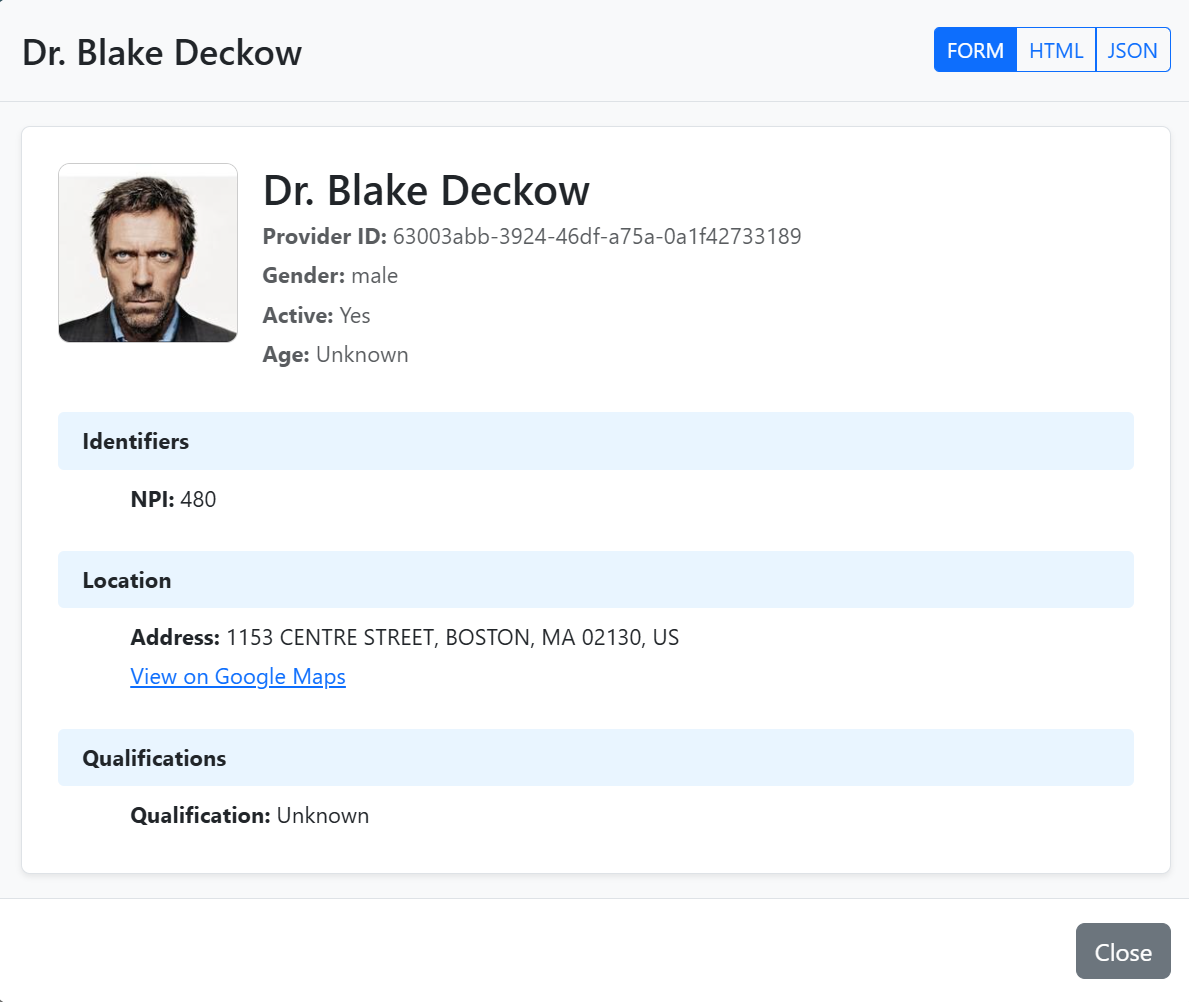 Dr. Blake Deckow
FORM HTML JSON
Dr. Blake Deckow
Provider ID: 63003abb-3924-46df-a75a-0a1f42733189
Gender: male
Active: Yes
Age: Unknown
Identifiers
NPI: 480
Location
Address: 1153 CENTRE STREET, BOSTON, MA 02130, US
View on Google Maps
Qualifications
Qualification: Unknown
Close